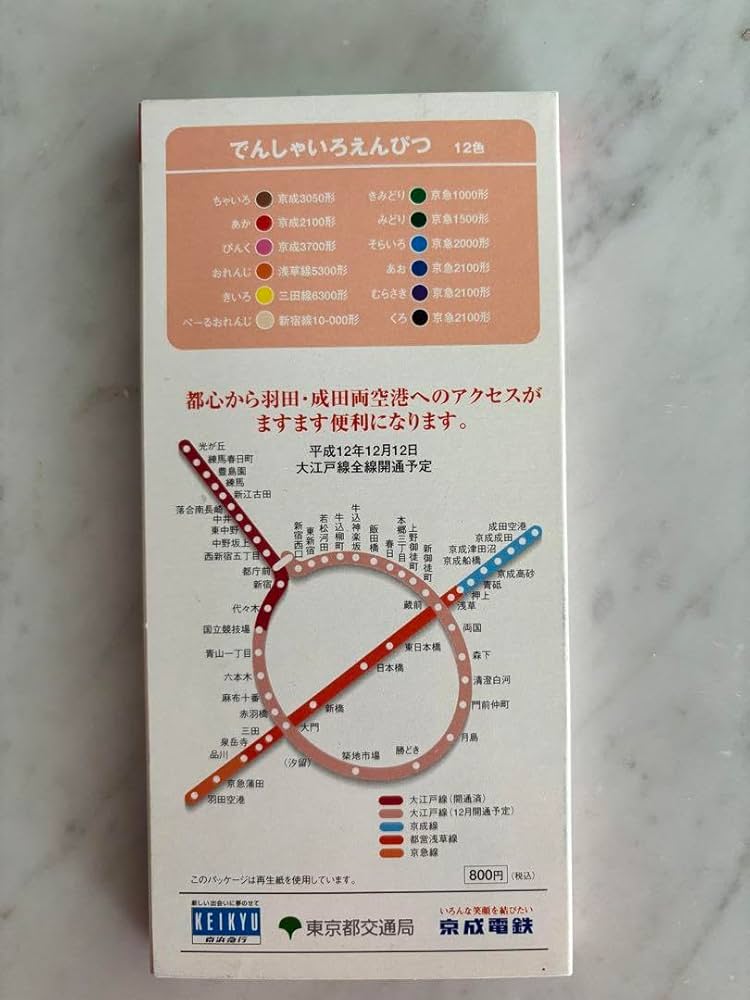 でんしゃいろえんぴつ 12色
ちゃいろ 京成3050形
あか 京成2100形
ぴんく 京成3700形
おれんじ 浅草線5300形
きいろ 三田線6300形
ぺーるおれんじ 新宿線10-000形
きみどり 京急1000形
みどり 京急1500形
そらいろ 京急2000形
あお 京急2100形
むらさき 京急2100形
くろ 京急2100形
都心から羽田・成田両空港へのアクセスが
ますます便利になります。
平成12年12月12日
大江戸線全線開通予定
光が丘
練馬春日町
豊島園
練馬
新江古田
落合南長崎
中井
東中野
中野坂上
西新宿五丁目
都庁前
新宿
代々木
国立競技場
青山一丁目
六本木
麻布十番
赤羽橋
三田
泉岳寺
品川
京急蒲田
羽田空港
新宿西口
東新宿
若松河田
牛込柳町
牛込神楽坂
飯田橋
春日
本郷三丁目
上野御徒町
新御徒町
蔵前
成田空港
京成成田
京成津田沼
京成船橋
京成高砂
青砥
押上
浅草
両国
森下
清澄白河
門前仲町
月島
勝どき
築地市場
(汐留)
大門
新橋
日本橋
東日本橋
大江戸線(開通済)
大江戸線(12月開通予定)
京成線
都営浅草線
京急線
このパッケージは再生紙を使用しています。
800円 (税込)
新しい出会いに夢のせて
KEIKYU
京浜急行
東京都交通局
いろんな笑顔を結びたい
京成電鉄